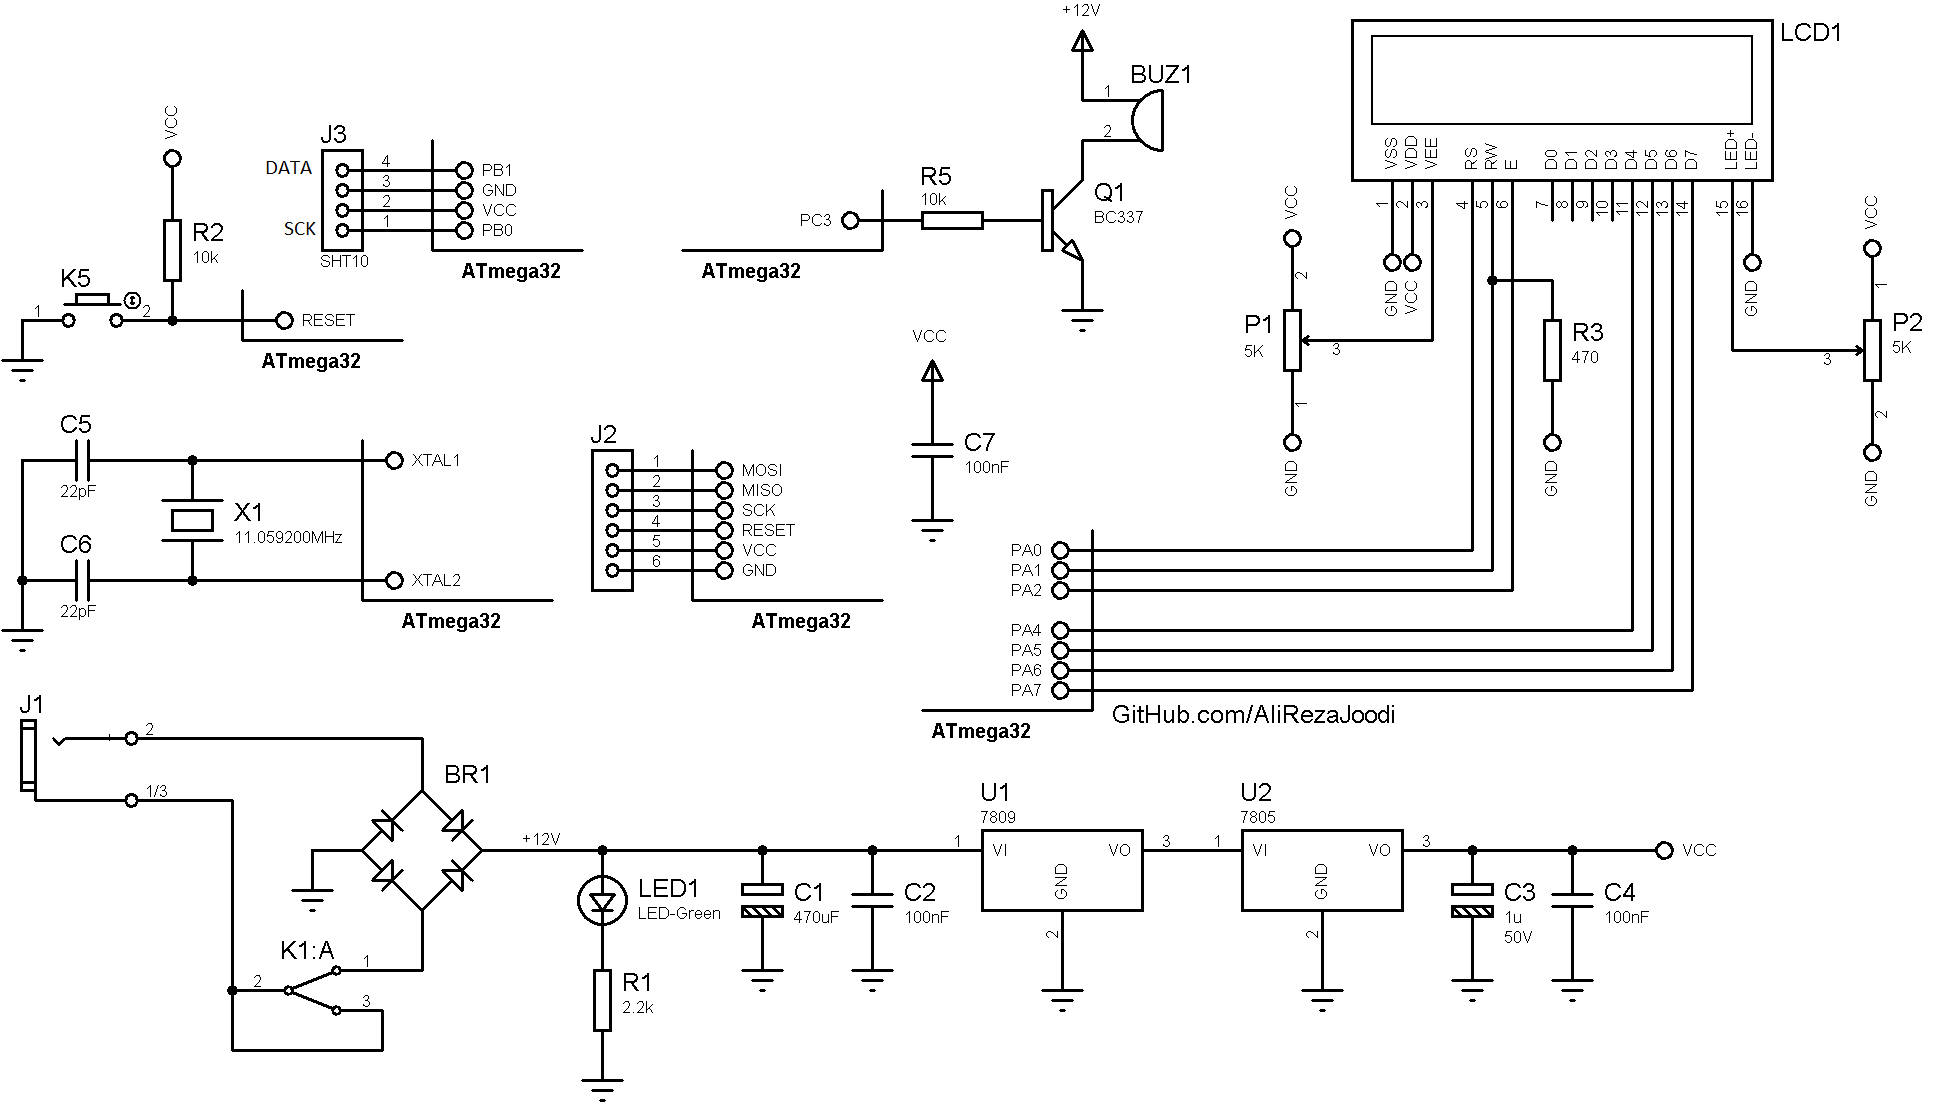 VCC
R2
10k
K5
1
2
RESET
ATmega32
J3
DATA
SCK
SHT10
4
3
2
1
PB1
GND
VCC
PB0
ATmega32
PC3
ATmega32
R5
10k
+12V
BUZ1
1
2
Q1
BC337
LCD1
VSS
VDD
VEE
RS
RW
E
D0
D1
D2
D3
D4
D5
D6
D7
LED+
LED-
1
2
3
4
5
6
7
8
9
10
11
12
13
14
15
16
GND
VCC
GND
VCC
2
P1
5K
3
1
GND
R3
470
GND
VCC
1
P2
5K
3
2
GND
C5
22pF
C6
22pF
X1
11.059200MHz
XTAL1
XTAL2
ATmega32
J2
1
2
3
4
5
6
MOSI
MISO
SCK
RESET
VCC
GND
ATmega32
VCC
C7
100nF
PA0
PA1
PA2
PA4
PA5
PA6
PA7
ATmega32
GitHub.com/AliRezaJoodi
J1
2
1/3
BR1
K1:A
1
2
3
+12V
LED1
LED-Green
R1
2.2k
C1
470uF
C2
100nF
U1
7809
1
VI
VO
3
GND
2
U2
7805
1
VI
VO
3
GND
2
C3
1u
50V
C4
100nF
VCC